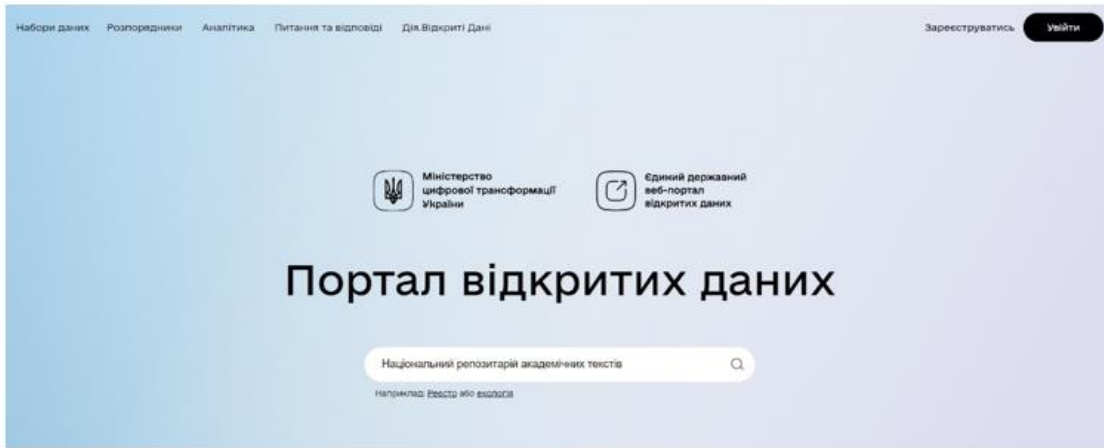 Набори даних Розпорядники Аналітика Питання та відповіді Дія.Відкриті Дані Зареєструватись Увійти
Міністерство
цифрової трансформації
України
Єдиний державний
веб-портал
відкритих даних
Портал відкритих даних
Національний репозитарій академічних текстів
Наприклад: Реєстр або екологія